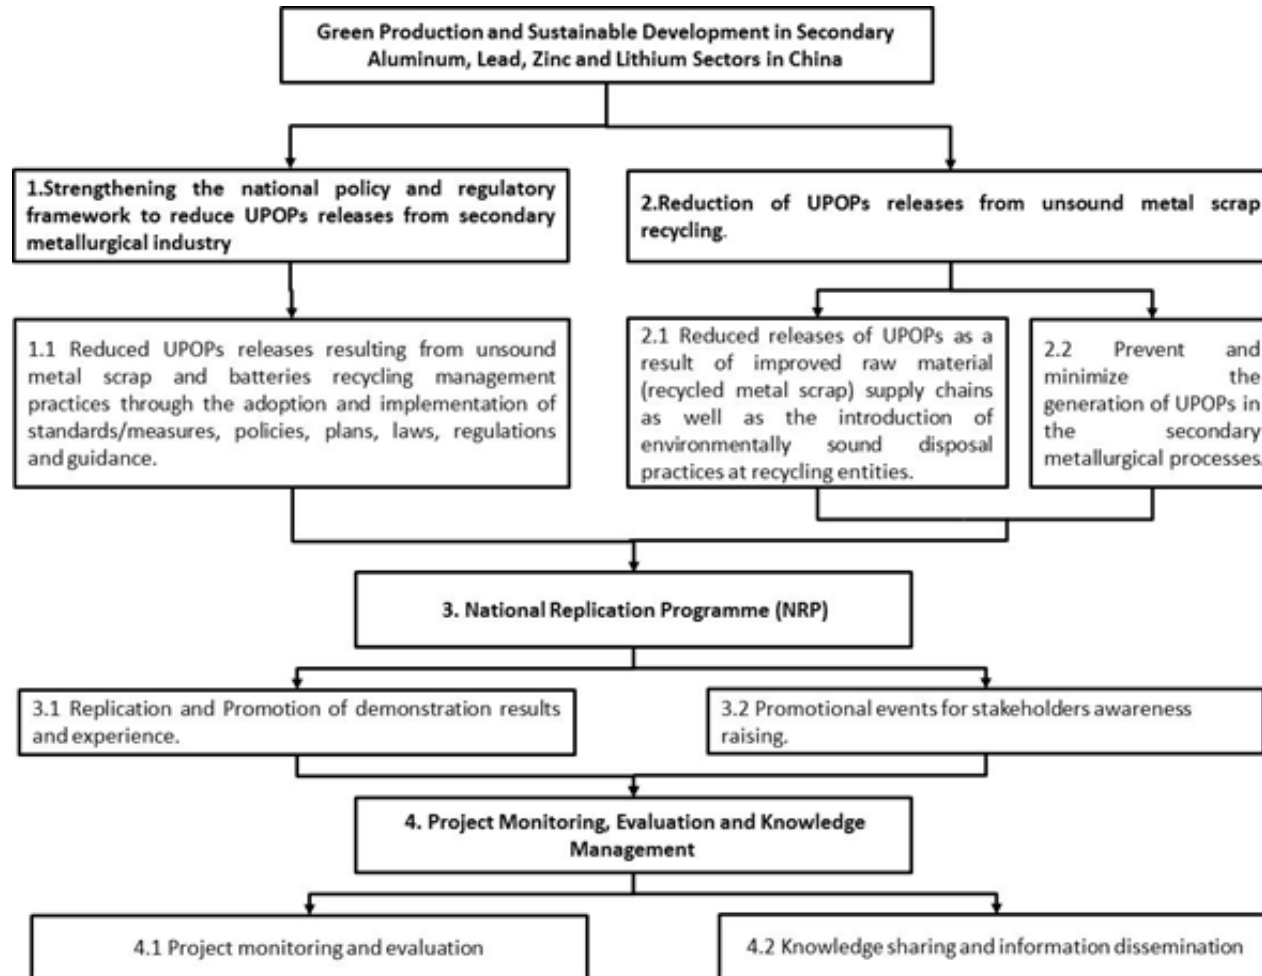 Green Production and Sustainable Development in Secondary
Aluminum, Lead, Zinc and Lithium Sectors in China
1.Strengthening the national policy and regulatory
framework to reduce UPOPs releases from secondary
metallurgical industry
2.Reduction of UPOPs releases from unsound metal scrap
recycling.
1.1 Reduced UPOPs releases resulting from unsound
metal scrap and batteries recycling management
practices through the adoption and implementation of
standards/measures, policies, plans, laws, regulations
and guidance.
2.1 Reduced releases of UPOPs as a
result of improved raw material
(recycled metal scrap) supply chains
as well as the introduction of
environmentally sound disposal
practices at recycling entities.
2.2 Prevent and
minimize the
generation of UPOPs in
the secondary
metallurgical processes.
3. National Replication Programme (NRP)
3.1 Replication and Promotion of demonstration results
and experience.
3.2 Promotional events for stakeholders awareness
raising.
4. Project Monitoring, Evaluation and Knowledge
Management
4.1 Project monitoring and evaluation
4.2 Knowledge sharing and information dissemination